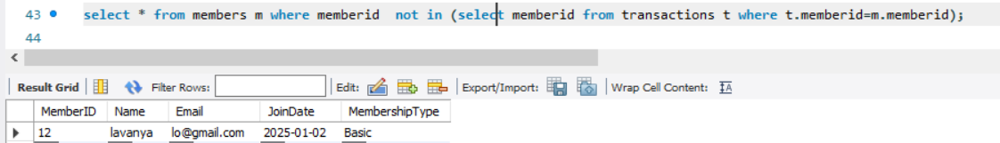 43 select * from members m where memberid  not in (select memberid from transactions t where t.memberid=m.memberid);
44
Result Grid Filter Rows: Edit: Export/Import: Wrap Cell Content: IA
MemberID Name Email JoinDate MembershipType
12 lavanya lo@gmail.com 2025-01-02 Basic